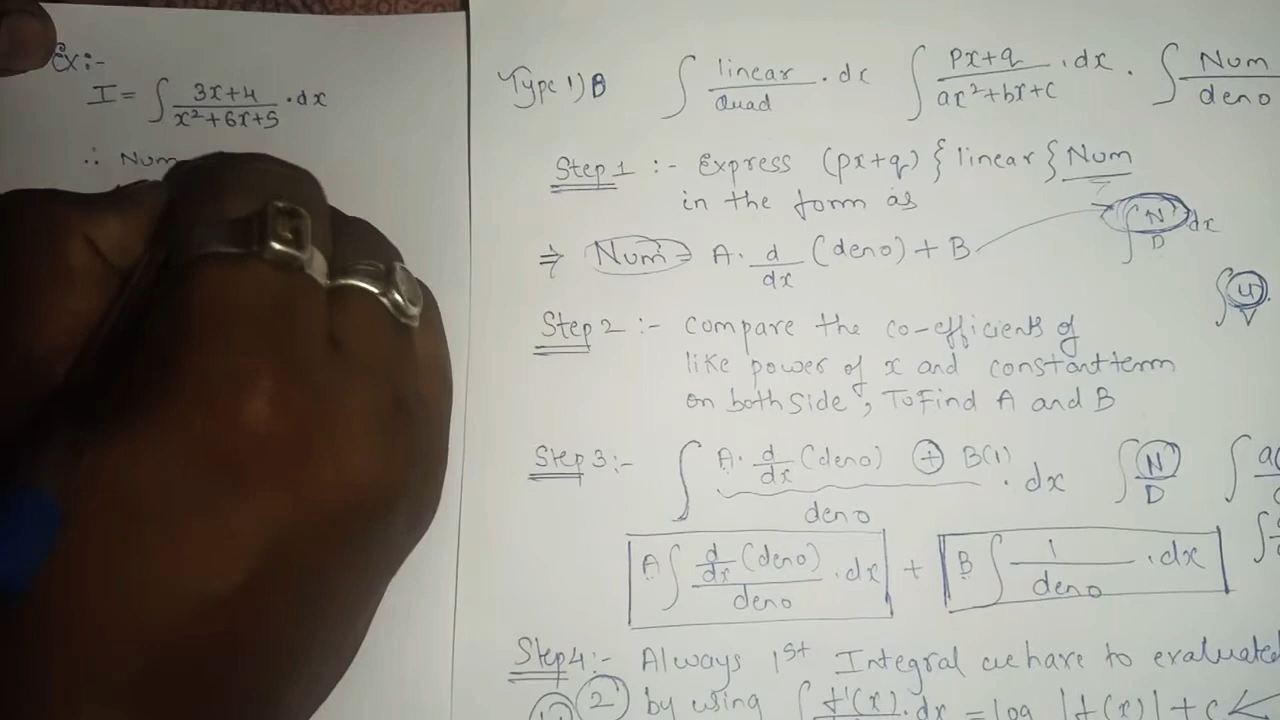 Ex:-
I = ∫ 3x+4 / x²+6x+5 · dx
∴ Num
Type 1) B ∫ linear / Quad · dx ∫ px+q / ax²+bx+c · dx · ∫ Num / deno
Step 1 :- Express (px+q) { linear } Num
in the form as
∫ N / D dx
⇒ Num = A · d/dx (deno) + B
∫ u / v
Step 2 :- compare the co-efficients of
like power of x and constant term
on both side, To Find A and B
Step 3 :- ∫ A · d/dx (deno) + B(1) / deno · dx ∫ N / D ∫
A ∫ d/dx (deno) / deno · dx + B ∫ 1 / deno · dx
Step 4 :- Always 1st Integral we have to evaluated
2 by using ∫ f'(x) · dx = log |f(x)| + c